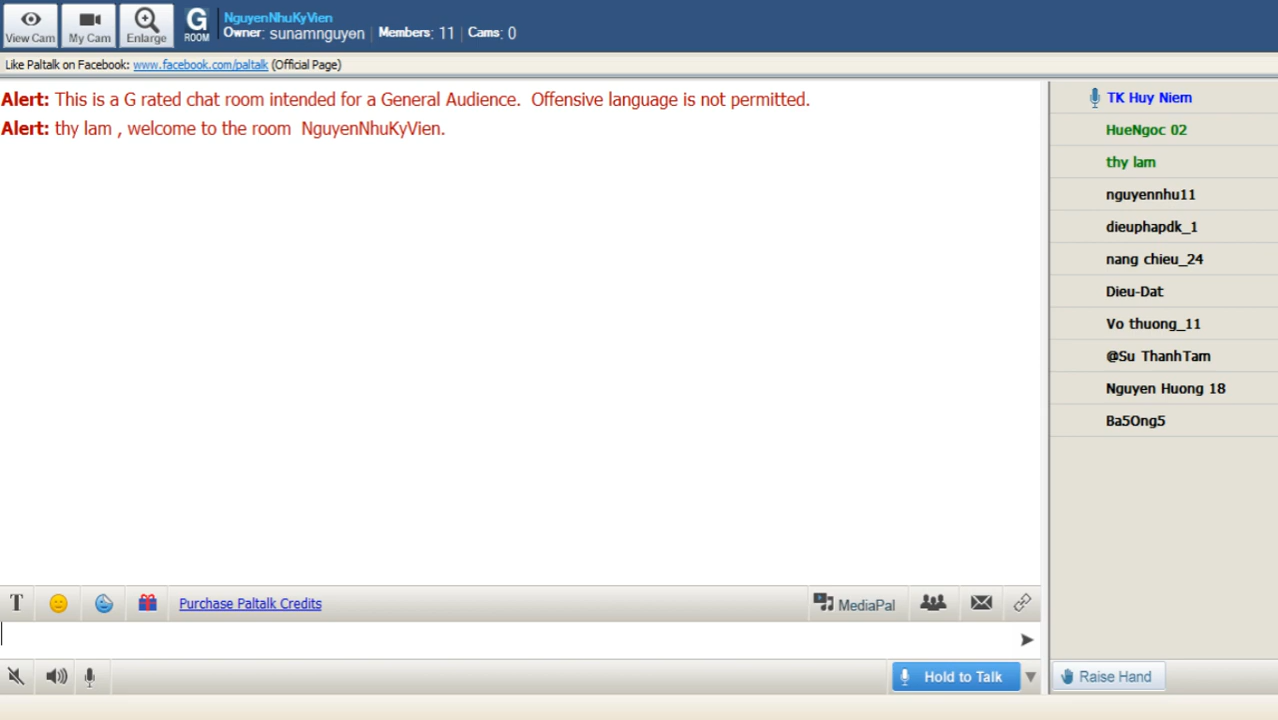 NguyenNhuKyVien
Owner: sunamnguyen | Members: 11 | Cams: 0
View Cam
My Cam
Enlarge
G
ROOM
Like Paltalk on Facebook: www.facebook.com/paltalk (Official Page)
Alert: This is a G rated chat room intended for a General Audience. Offensive language is not permitted.
Alert: thy lam , welcome to the room NguyenNhuKyVien.
TK Huy Niem
HueNgoc 02
thy lam
nguyennhu11
dieuphapdk_1
nang chieu_24
Dieu-Dat
Vo thuong_11
@Su ThanhTam
Nguyen Huong 18
Ba5Ong5
T
Purchase Paltalk Credits
MediaPal
Hold to Talk
Raise Hand